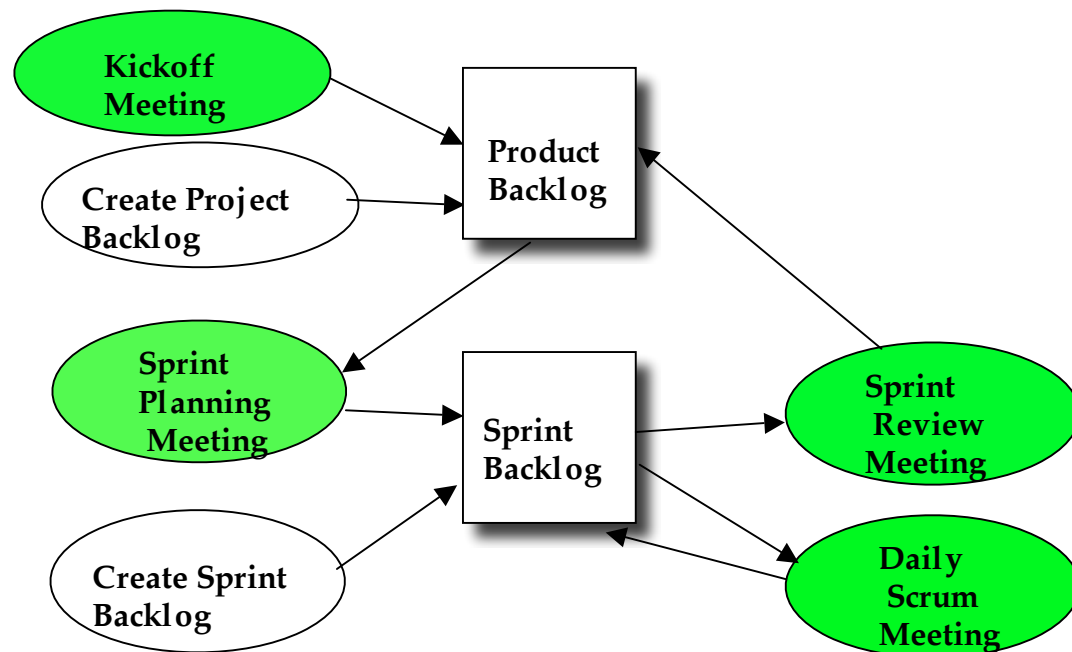 Kickoff
Meeting
Product
Backlog
Create Project
Backlog
Sprint
Planning
Meeting
Sprint
Backlog
Sprint
Review
Meeting
Create Sprint
Backlog
Daily
Scrum
Meeting